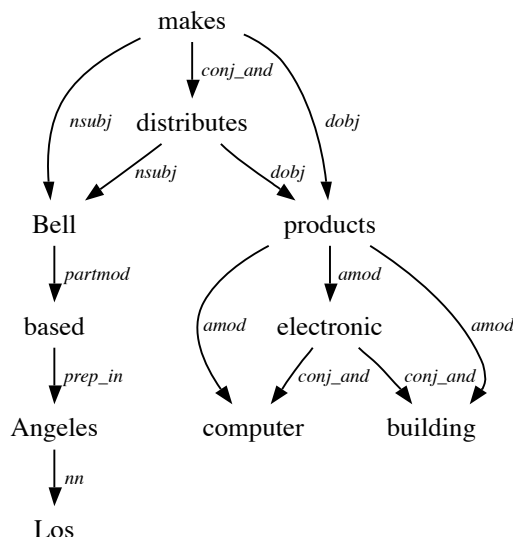 makes
conj_and
nsubj distributes dobj
nsubj dobj
Bell products
partmod amod
based amod electronic amod
prep_in conj_and conj_and
Angeles computer building
nn
Los